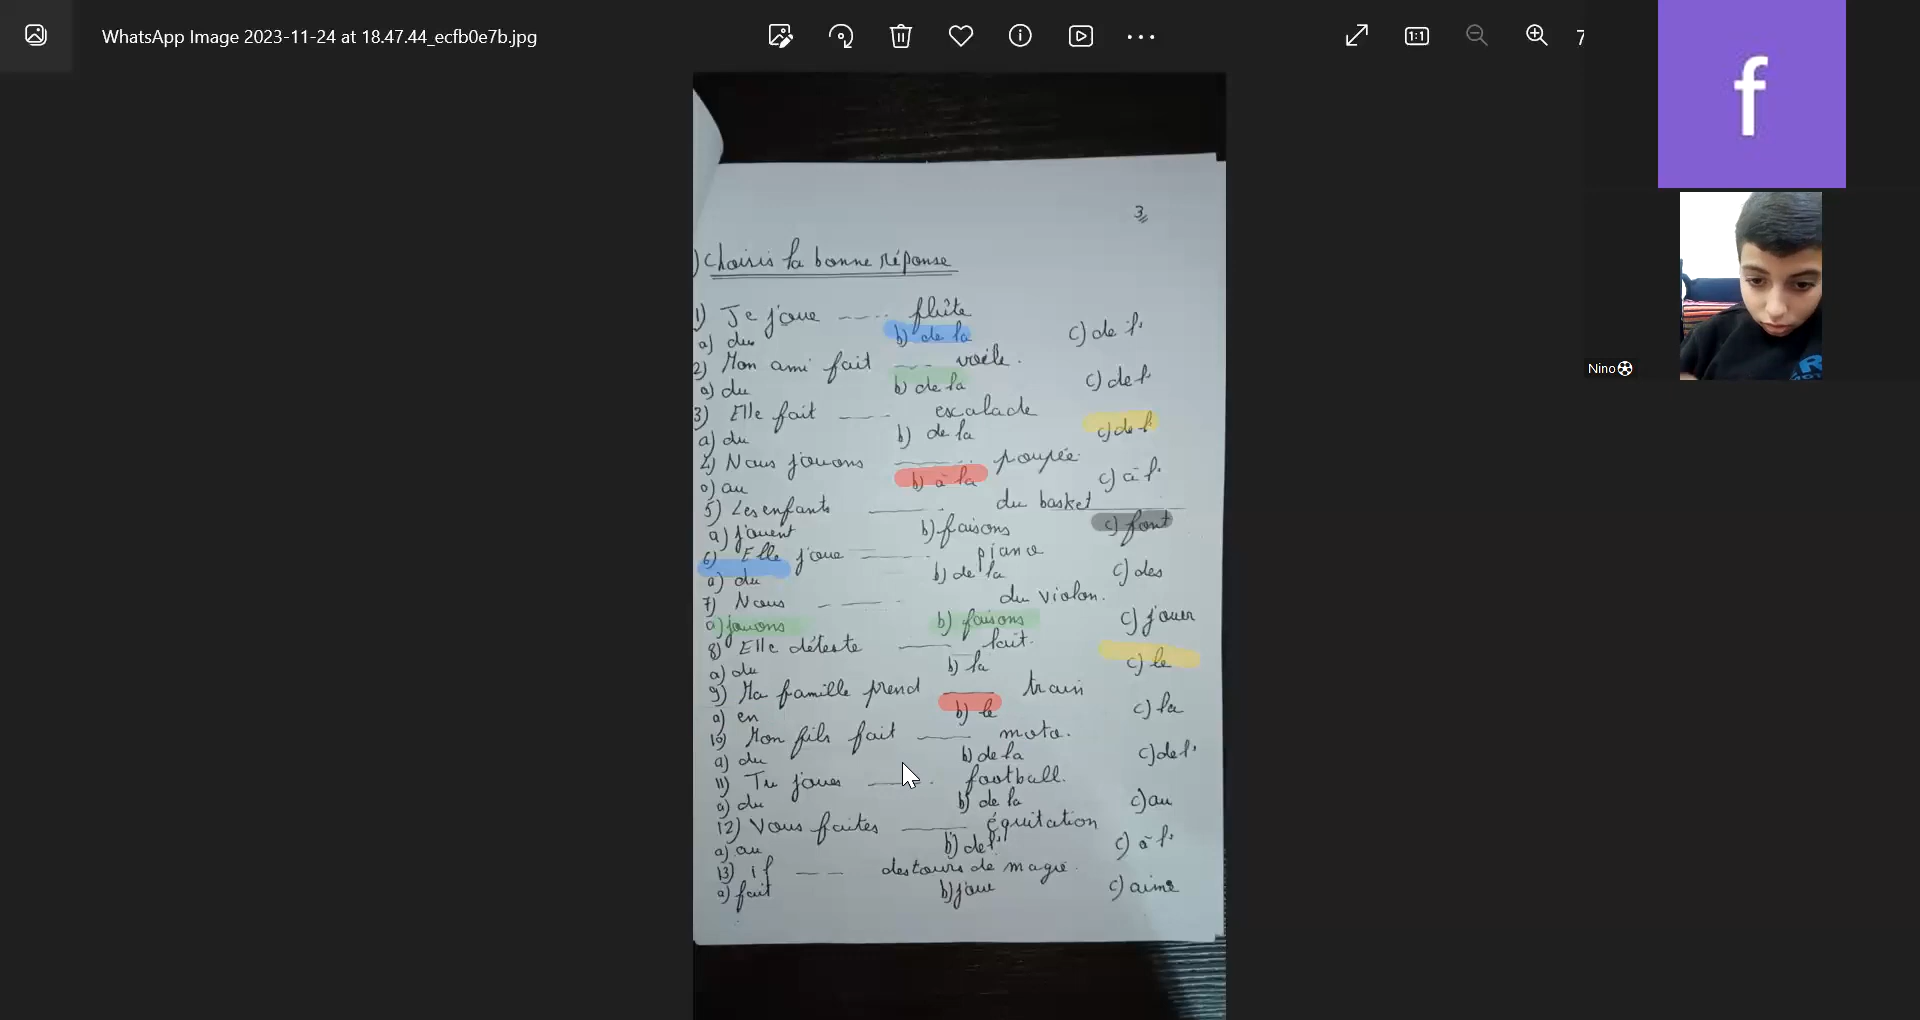 WhatsApp Image 2023-11-24 at 18.47.44_ecfb0e7b.jpg
1:1
7
f
Nino⚽
3
) Choisis la bonne réponse
1) Je joue ---- flûte
a) du b) de la c) de l'
2) Mon ami fait ---- voile.
a) du b) de la c) de l'
3) Elle fait ---- escalade
a) du b) de la c) de l'
4) Nous jouons ---- poupée
a) au b) à la c) à l'
5) Les enfants ---- du basket
a) jouent b) faisons c) font
6) Elle joue ---- piano
a) du b) de la c) des
7) Nous ---- du violon.
a) jouons b) faisons c) jouer
8) Elle déteste ---- lait.
a) du b) la c) le
9) Ma famille prend ---- train
a) en b) le c) la
10) Mon fils fait ---- moto.
a) du b) de la c) de l'
11) Tu joues ---- football.
a) du b) de la c) au
12) Vous faites ---- équitation
a) au b) de l' c) à l'
13) il ---- des tours de magie.
a) fait b) joue c) aime